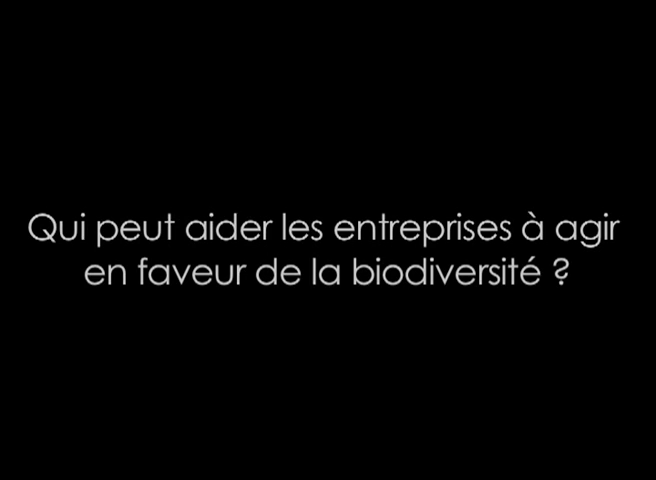 Qui peut aider les entreprises à agir
en faveur de la biodiversité ?